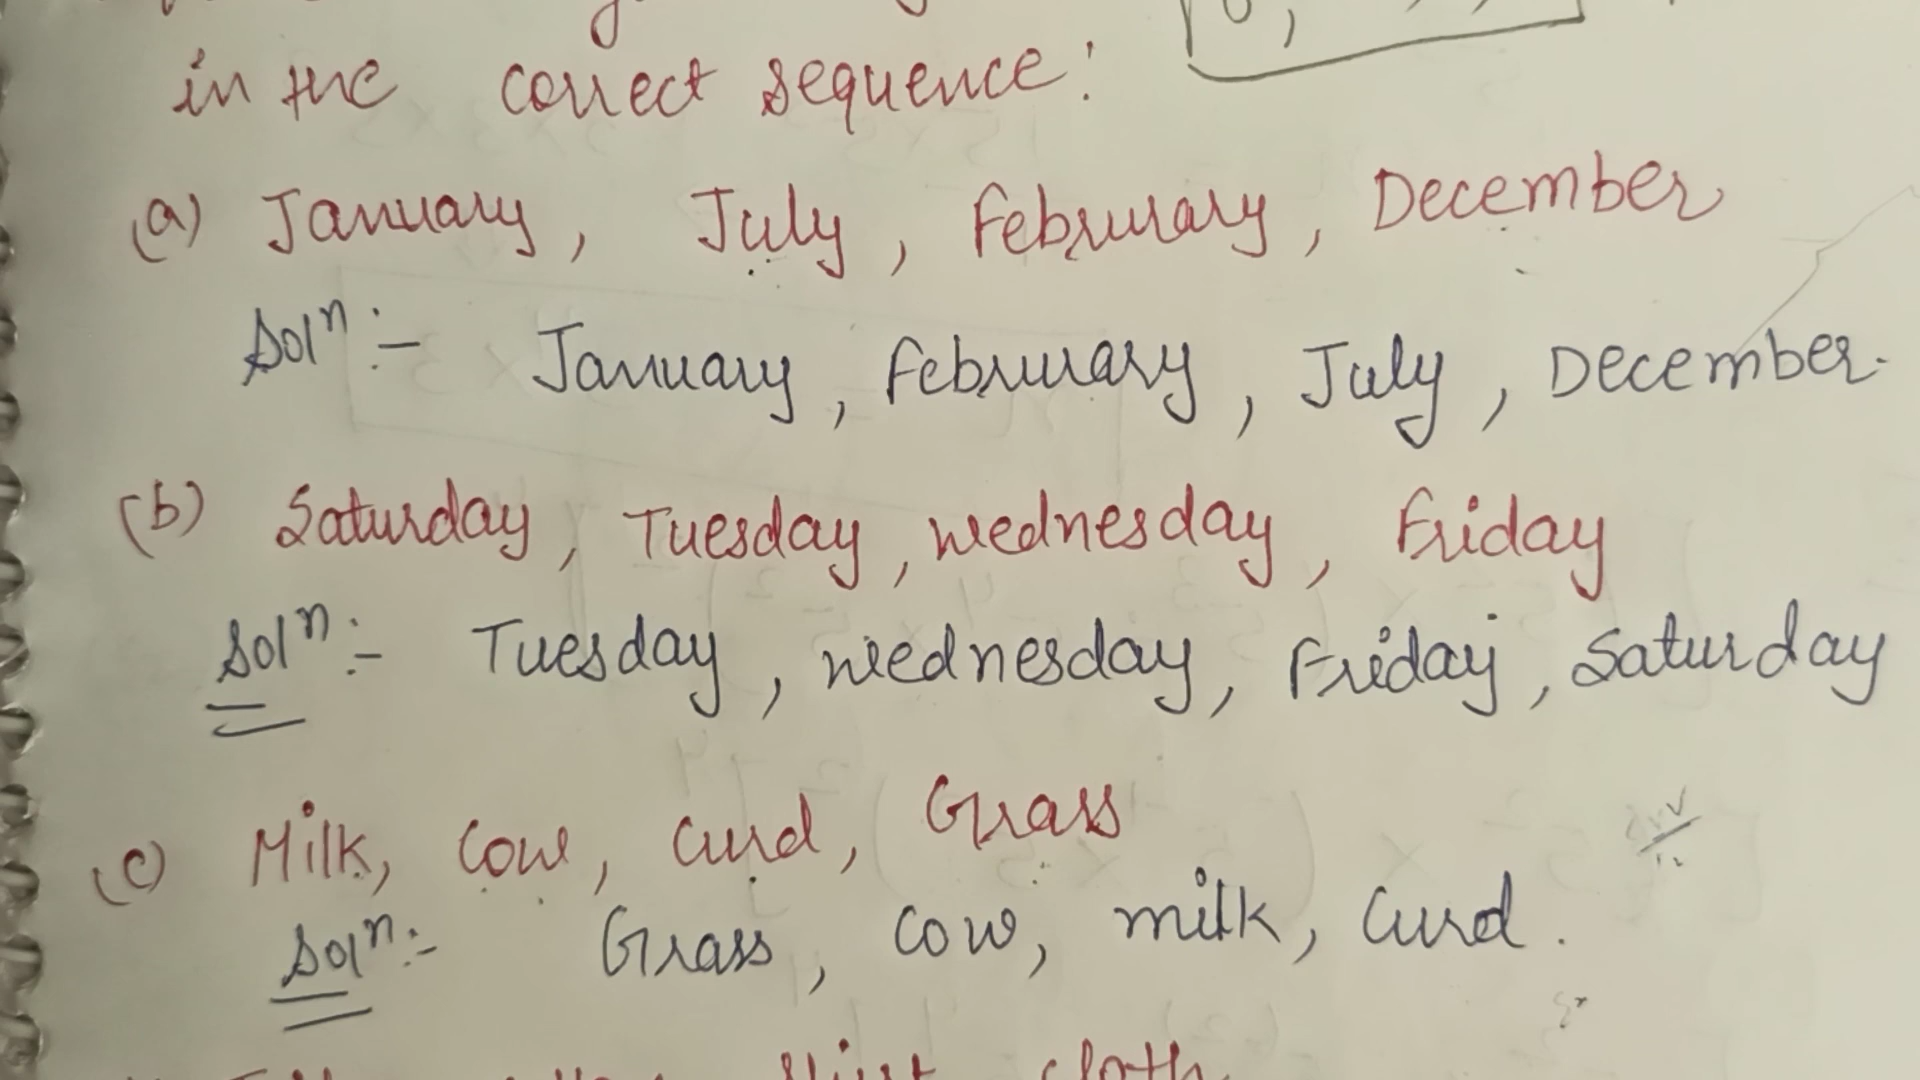 in the correct sequence:
(a) January, July, February, December
Solⁿ:- January, February, July, December.
(b) Saturday, Tuesday, wednesday, Friday
Solⁿ:- Tuesday, wednesday, Friday, Saturday
(c) Milk, Cow, Curd, Grass
Solⁿ:- Grass, Cow, milk, Curd.
cloth